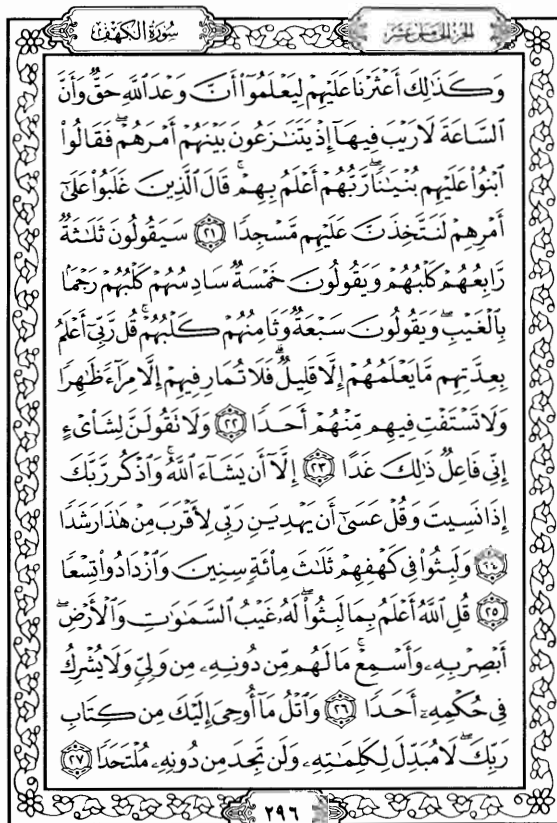 سُورَةُ الكَهْفِ
الجُزْءُ الخَامِسَ عَشَرَ
وَكَذَٰلِكَ أَعْثَرْنَا عَلَيْهِمْ لِيَعْلَمُوٓا۟ أَنَّ وَعْدَ ٱللَّهِ حَقٌّ وَأَنَّ
ٱلسَّاعَةَ لَا رَيْبَ فِيهَآ إِذْ يَتَنَٰزَعُونَ بَيْنَهُمْ أَمْرَهُمْ ۖ فَقَالُوا۟
ٱبْنُوا۟ عَلَيْهِم بُنْيَٰنًا ۖ رَّبُّهُمْ أَعْلَمُ بِهِمْ ۚ قَالَ ٱلَّذِينَ غَلَبُوا۟ عَلَىٰٓ
أَمْرِهِمْ لَنَتَّخِذَنَّ عَلَيْهِم مَّسْجِدًا ٢١ سَيَقُولُونَ ثَلَٰثَةٌ
رَّابِعُهُمْ كَلْبُهُمْ وَيَقُولُونَ خَمْسَةٌ سَادِسُهُمْ كَلْبُهُمْ رَجْمًۢا
بِٱلْغَيْبِ ۖ وَيَقُولُونَ سَبْعَةٌ وَثَامِنُهُمْ كَلْبُهُمْ ۚ قُل رَّبِّىٓ أَعْلَمُ
بِعِدَّتِهِم مَّا يَعْلَمُهُمْ إِلَّا قَلِيلٌ ۗ فَلَا تُمَارِ فِيهِمْ إِلَّا مِرَآءً ظَٰهِرًا
وَلَا تَسْتَفْتِ فِيهِم مِّنْهُمْ أَحَدًا ٢٢ وَلَا تَقُولَنَّ لِشَا۟ىْءٍ
إِنِّى فَاعِلٌ ذَٰلِكَ غَدًا ٢٣ إِلَّآ أَن يَشَآءَ ٱللَّهُ ۚ وَٱذْكُر رَّبَّكَ
إِذَا نَسِيتَ وَقُلْ عَسَىٰٓ أَن يَهْدِيَنِ رَبِّى لِأَقْرَبَ مِنْ هَٰذَا رَشَدًا
٢٤ وَلَبِثُوا۟ فِى كَهْفِهِمْ ثَلَٰثَ مِا۟ئَةٍ سِنِينَ وَٱزْدَادُوا۟ تِسْعًا
٢٥ قُلِ ٱللَّهُ أَعْلَمُ بِمَا لَبِثُوا۟ ۖ لَهُۥ غَيْبُ ٱلسَّمَٰوَٰتِ وَٱلْأَرْضِ ۖ
أَبْصِرْ بِهِۦ وَأَسْمِعْ ۚ مَا لَهُم مِّن دُونِهِۦ مِن وَلِىٍّ وَلَا يُشْرِكُ
فِى حُكْمِهِۦٓ أَحَدًا ٢٦ وَٱتْلُ مَآ أُوحِىَ إِلَيْكَ مِن كِتَابِ
رَبِّكَ ۖ لَا مُبَدِّلَ لِكَلِمَٰتِهِۦ وَلَن تَجِدَ مِن دُونِهِۦ مُلْتَحَدًا ٢٧
٢٩٦